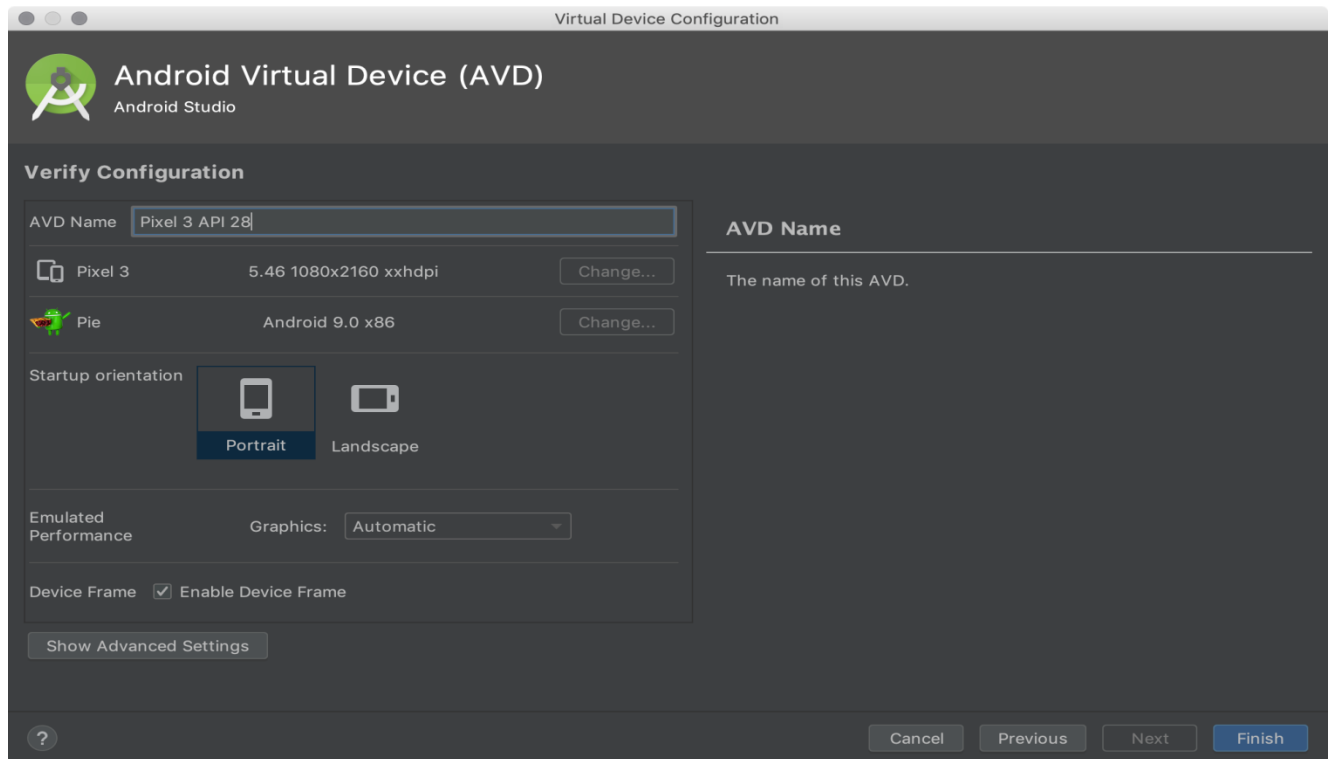 Virtual Device Configuration
Android Virtual Device (AVD)
Android Studio
Verify Configuration
AVD Name Pixel 3 API 28
Pixel 3 5.46 1080x2160 xxhdpi Change...
Pie Android 9.0 x86 Change...
Startup orientation
Portrait Landscape
Emulated
Performance
Graphics: Automatic
Device Frame Enable Device Frame
Show Advanced Settings
AVD Name
The name of this AVD.
? Cancel Previous Next Finish